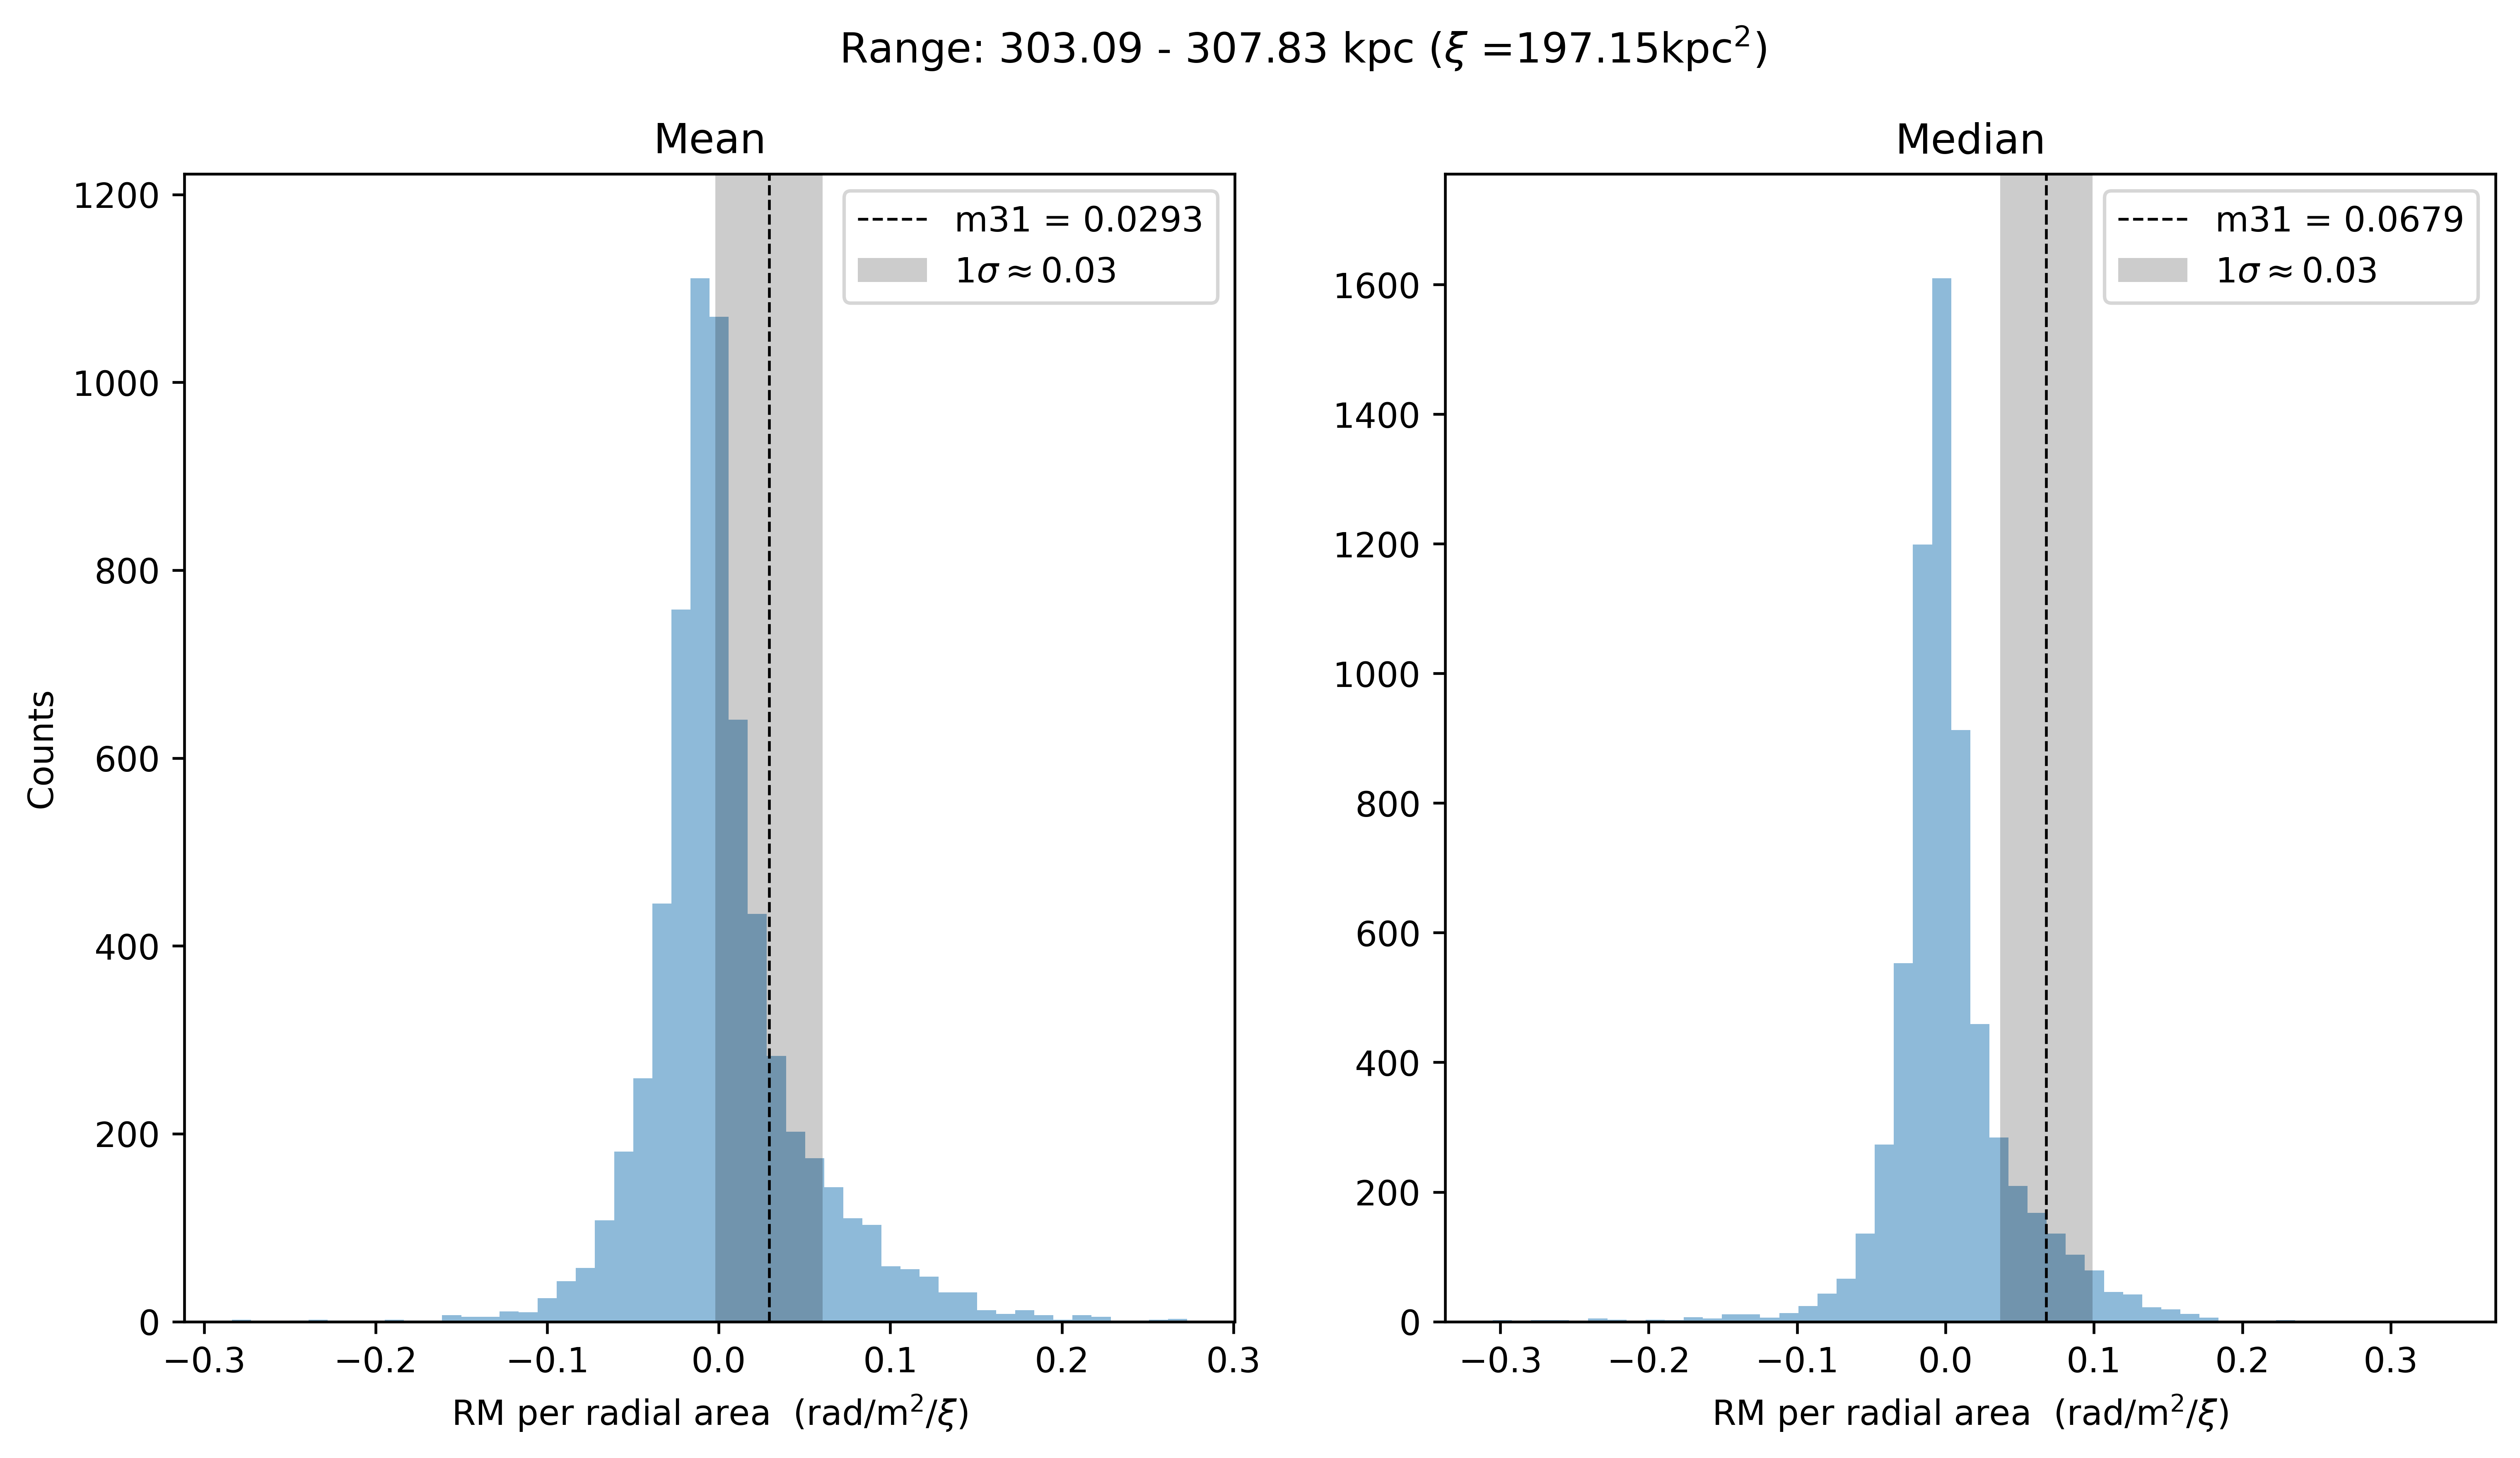 Range: 303.09 - 307.83 kpc (ξ =197.15kpc²)
Mean
m31 = 0.0293
1σ ≈ 0.03
1200
1000
800
600
400
200
0
Counts
−0.3 −0.2 −0.1 0.0 0.1 0.2 0.3
RM per radial area (rad/m²/ξ)
Median
m31 = 0.0679
1σ ≈ 0.03
1600
1400
1200
1000
800
600
400
200
0
−0.3 −0.2 −0.1 0.0 0.1 0.2 0.3
RM per radial area (rad/m²/ξ)